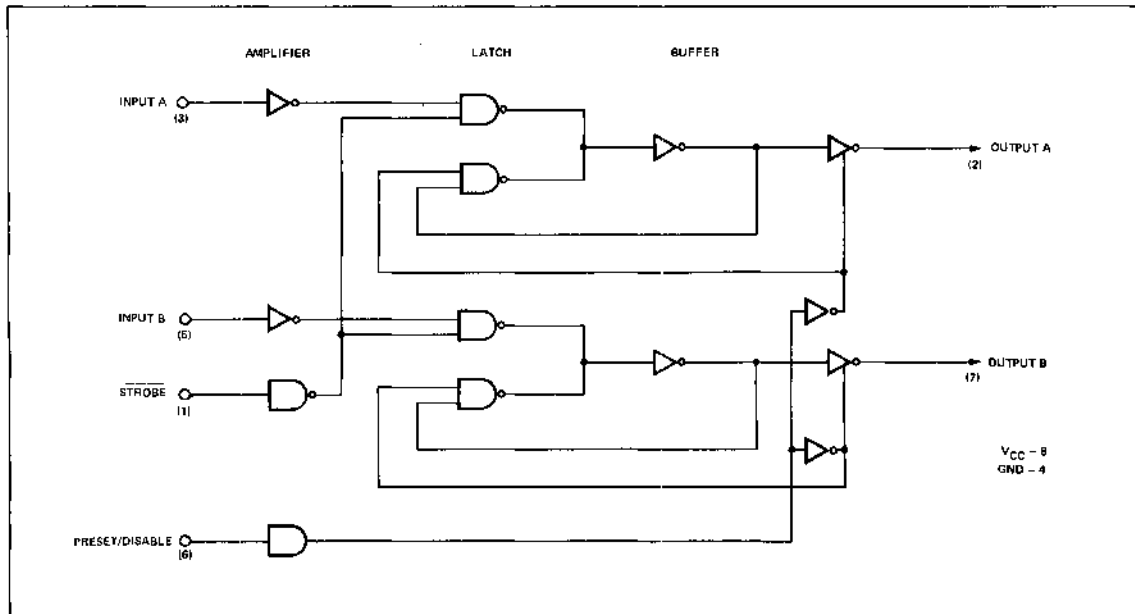 AMPLIFIER LATCH BUFFER
INPUT A
(3)
OUTPUT A
(2)
INPUT B
(5)
OUTPUT B
(7)
STROBE
(1)
VCC – 8
GND – 4
PRESET/DISABLE
(6)